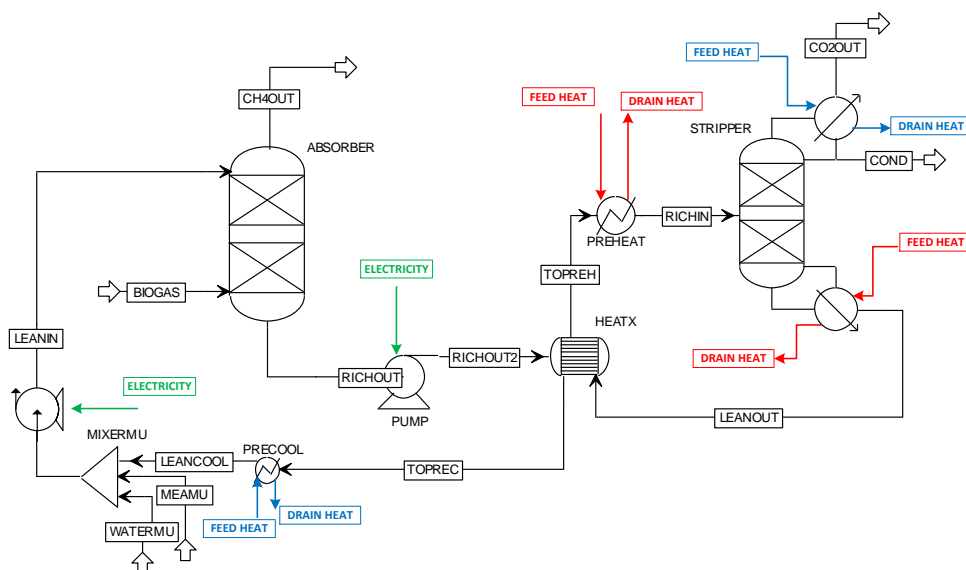 CO2OUT
FEED HEAT
CH4OUT
FEED HEAT
DRAIN HEAT
STRIPPER
DRAIN HEAT
ABSORBER
COND
RICHIN
PREHEAT
FEED HEAT
ELECTRICITY
TOPREH
BIOGAS
HEATX
LEANIN
RICHOUT2
DRAIN HEAT
RICHOUT
ELECTRICITY
LEANOUT
PUMP
MIXERMU
PRECOOL
LEANCOOL
TOPREC
MEAMU
DRAIN HEAT
FEED HEAT
WATERMU